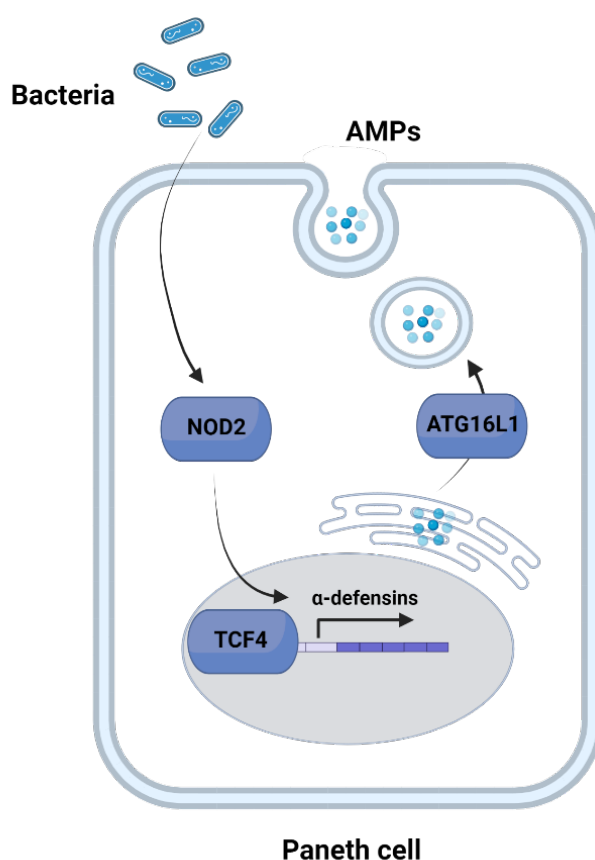 Bacteria
AMPs
NOD2
ATG16L1
α-defensins
TCF4
Paneth cell